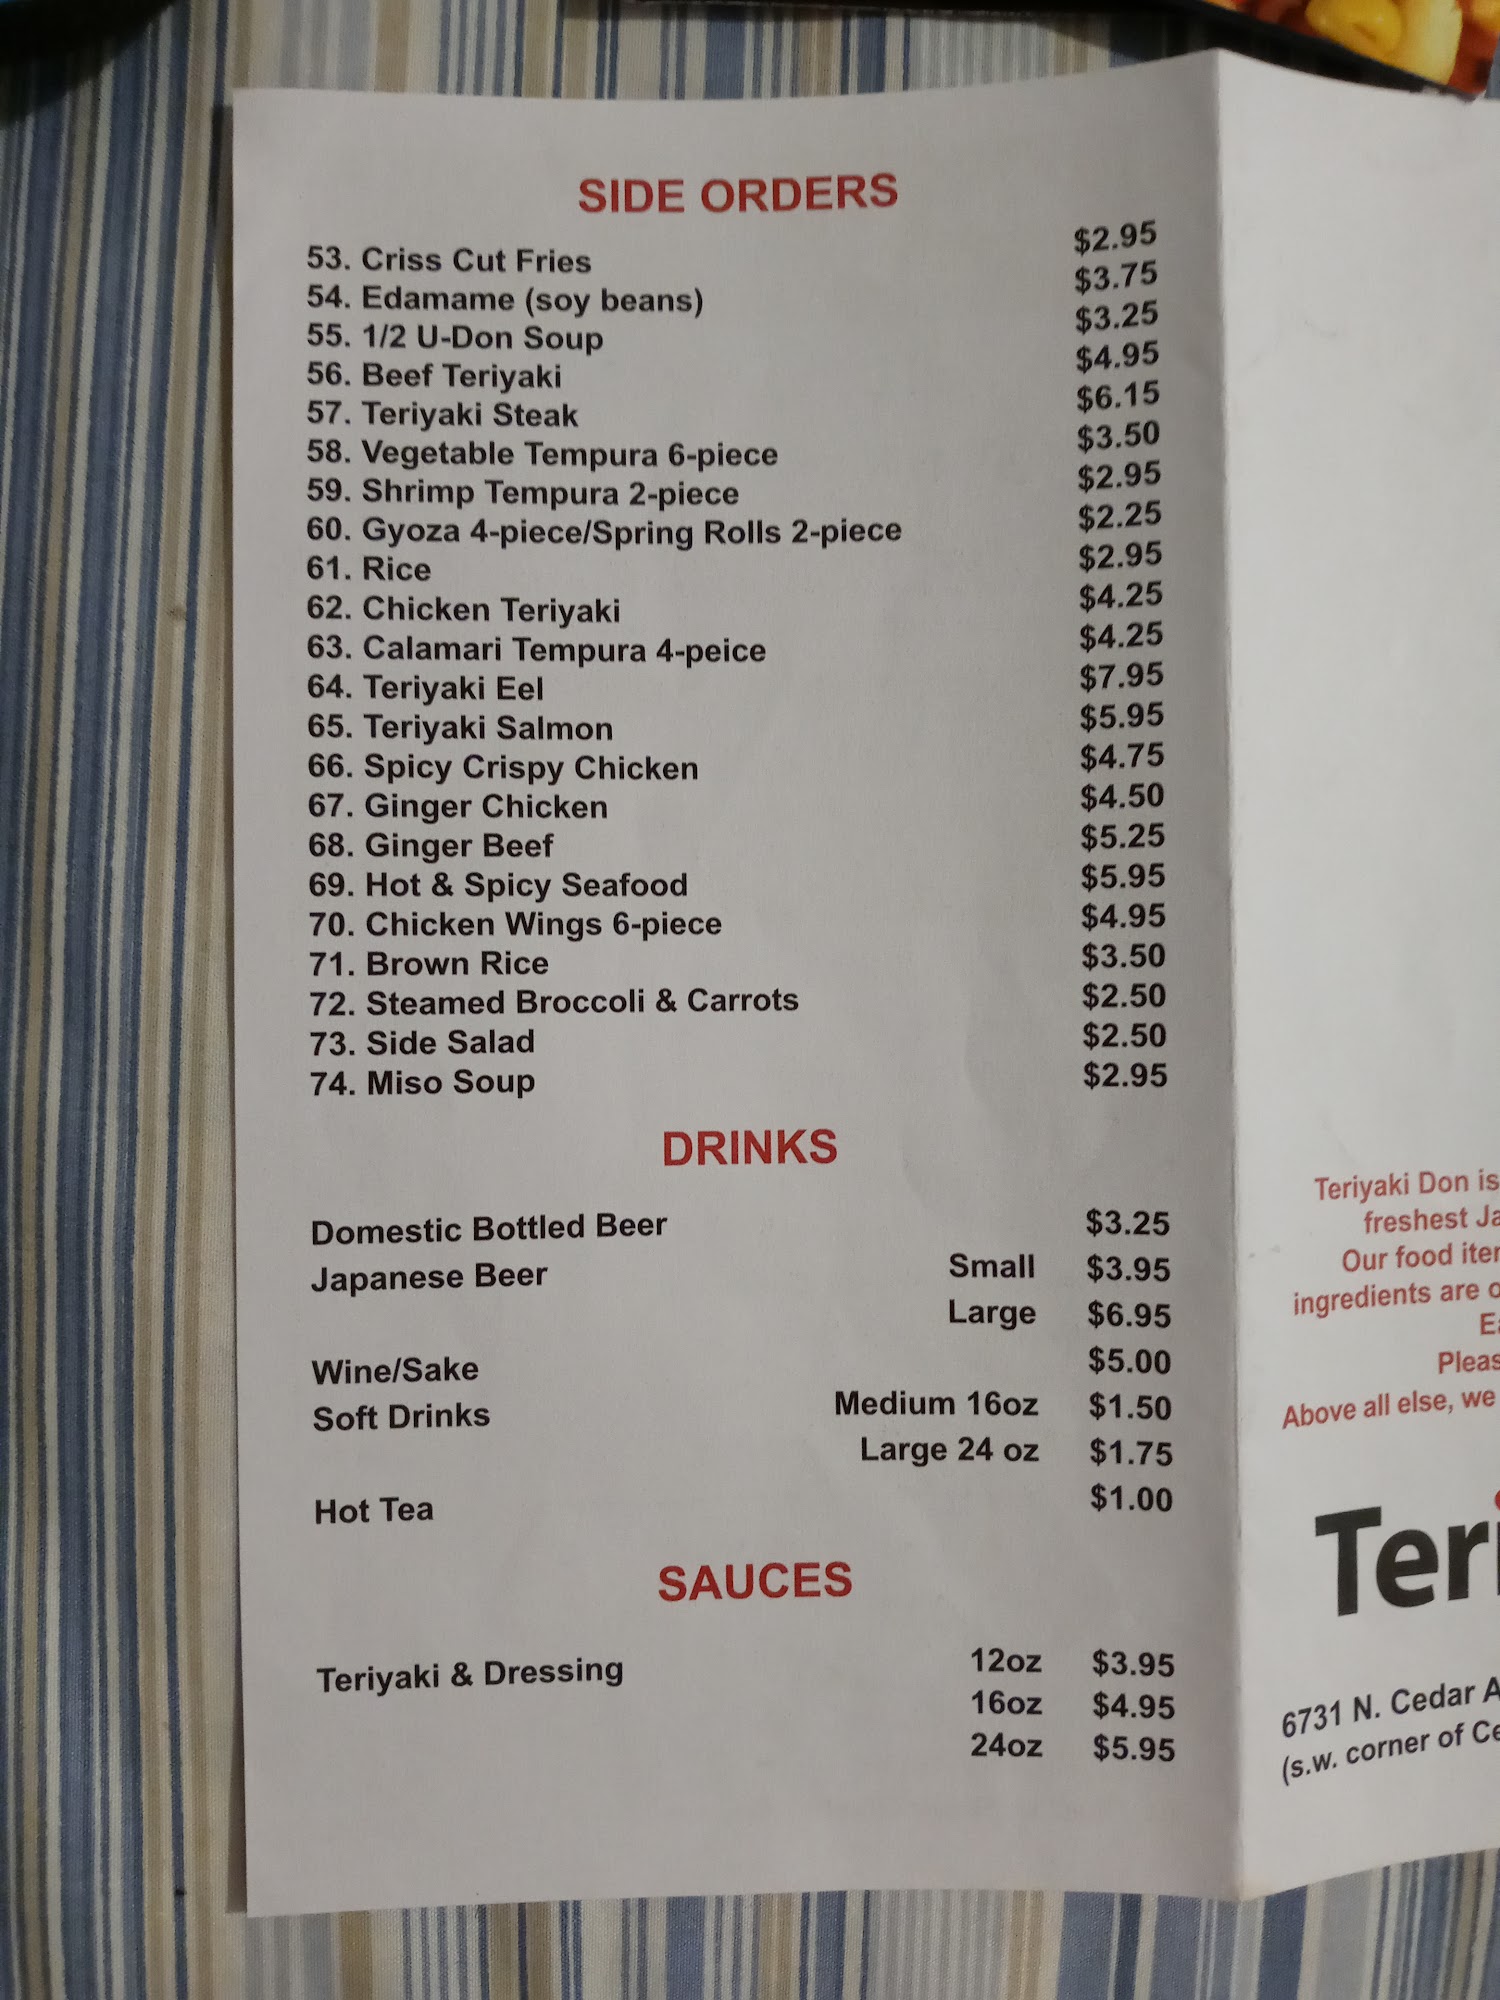 SIDE ORDERS
53. Criss Cut Fries $2.95
54. Edamame (soy beans) $3.75
55. 1/2 U-Don Soup $3.25
56. Beef Teriyaki $4.95
57. Teriyaki Steak $6.15
58. Vegetable Tempura 6-piece $3.50
59. Shrimp Tempura 2-piece $2.95
60. Gyoza 4-piece/Spring Rolls 2-piece $2.25
61. Rice $2.95
62. Chicken Teriyaki $4.25
63. Calamari Tempura 4-peice $4.25
64. Teriyaki Eel $7.95
65. Teriyaki Salmon $5.95
66. Spicy Crispy Chicken $4.75
67. Ginger Chicken $4.50
68. Ginger Beef $5.25
69. Hot & Spicy Seafood $5.95
70. Chicken Wings 6-piece $4.95
71. Brown Rice $3.50
72. Steamed Broccoli & Carrots $2.50
73. Side Salad $2.50
74. Miso Soup $2.95
DRINKS
Domestic Bottled Beer $3.25
Japanese Beer Small $3.95
Large $6.95
Wine/Sake $5.00
Soft Drinks Medium 16oz $1.50
Large 24 oz $1.75
Hot Tea $1.00
SAUCES
Teriyaki & Dressing 12oz $3.95
16oz $4.95
24oz $5.95
Teriyaki Don is
freshest Ja
Our food iter
ingredients are o
Ea
Pleas
Above all else, we
Teri
6731 N. Cedar A
(s.w. corner of Ce